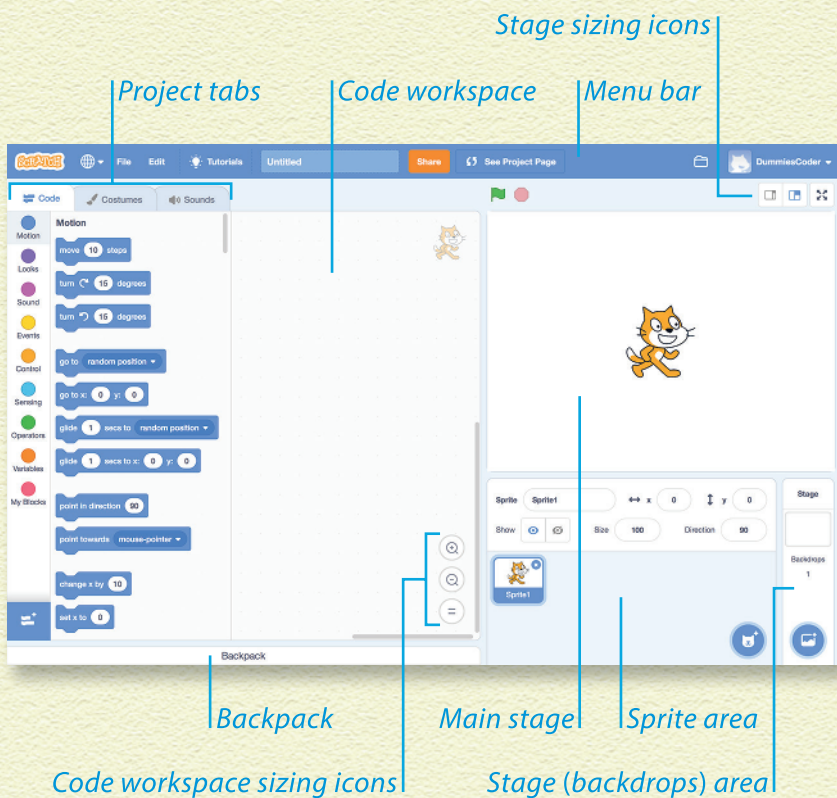 Stage sizing icons
Project tabs
Code workspace
Menu bar
SCRATCH
File
Edit
Tutorials
Untitled
Share
See Project Page
DummiesCoder
Code
Costumes
Sounds
Motion
Looks
Sound
Events
Control
Sensing
Operators
Variables
My Blocks
Motion
move 10 steps
turn 15 degrees
turn 15 degrees
go to random position
go to x: 0 y: 0
glide 1 secs to random position
glide 1 secs to x: 0 y: 0
point in direction 90
point towards mouse-pointer
change x by 10
set x to 0
Sprite Sprite1 x 0 y 0
Show Size 100 Direction 90
Sprite1
Stage
Backdrops
1
Backpack
Backpack
Main stage
Sprite area
Code workspace sizing icons
Stage (backdrops) area